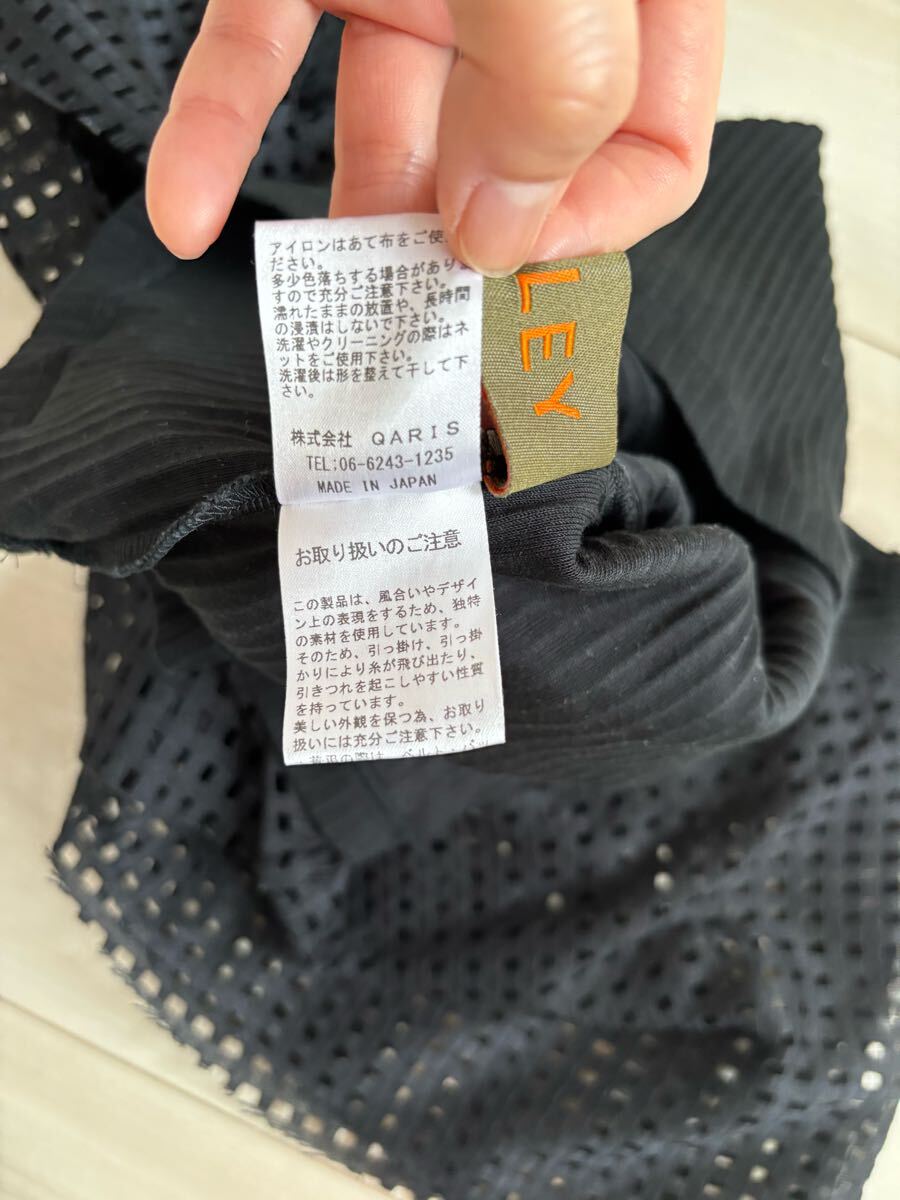 アイロンはあて布をご使
ださい。
多少色落ちする場合があり
すので充分ご注意下さい。
濡れたままの放置や、長時間
の浸漬はしないで下さい。
洗濯やクリーニングの際はネ
ットをご使用下さい。
洗濯後は形を整えて干して下
さい。
株式会社 QARIS
TEL:06-6243-1235
MADE IN JAPAN
LEY
お取り扱いのご注意
この製品は、風合いやデザイ
ン上の表現をするため、独特
の素材を使用しています。
そのため、引っ掛け、引っ掛
かりにより糸が飛び出たり、
引きつれを起こしやすい性質
を持っています。
美しい外観を保つ為、お取り
扱いには充分ご注意下さい。